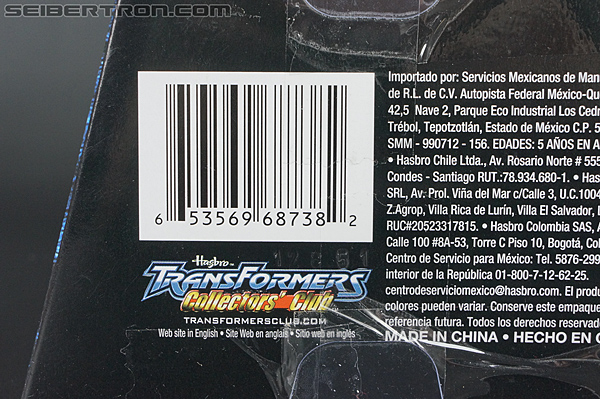 SEIBERTRON.COM
6 53569 68738 2
Hasbro
TRANSFORMERS
Collectors' Club
TRANSFORMERSCLUB.COM
Web site in English • Site Web en anglais • Sitio web en inglés
Importado por: Servicios Mexicanos de Man
de R.L. de C.V. Autopista Federal México-Que
42,5 Nave 2, Parque Eco Industrial Los Cedr
Trébol, Tepotzotlán, Estado de México C.P. 5
SMM - 990712 - 156. EDADES: 5 AÑOS EN A
• Hasbro Chile Ltda., Av. Rosario Norte # 555
Condes - Santiago RUT.:78.934.680-1. • Has
SRL, Av. Prol. Viña del Mar c/Calle 3, U.C.1004
Z.Agrop, Villa Rica de Lurín, Villa El Salvador,
RUC#20523317815. • Hasbro Colombia SAS, A
Calle 100 #8A-53, Torre C Piso 10, Bogotá, Col
Centro de Servicio para México: Tel. 5876-299
interior de la República 01-800-7-12-62-25.
centrodeserviciomexico@hasbro.com. El produ
colores pueden variar. Conserve este empaque
referencia futura. Todos los derechos reservado
MADE IN CHINA • HECHO EN C